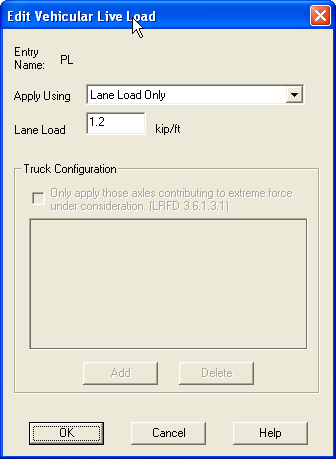 Edit Vehicular Live Load
Entry
Name: PL
Apply Using Lane Load Only
Lane Load 1.2 kip/ft
Truck Configuration
Only apply those axles contributing to extreme force
under consideration. (LRFD 3.6.1.3.1)
Add Delete
OK Cancel Help